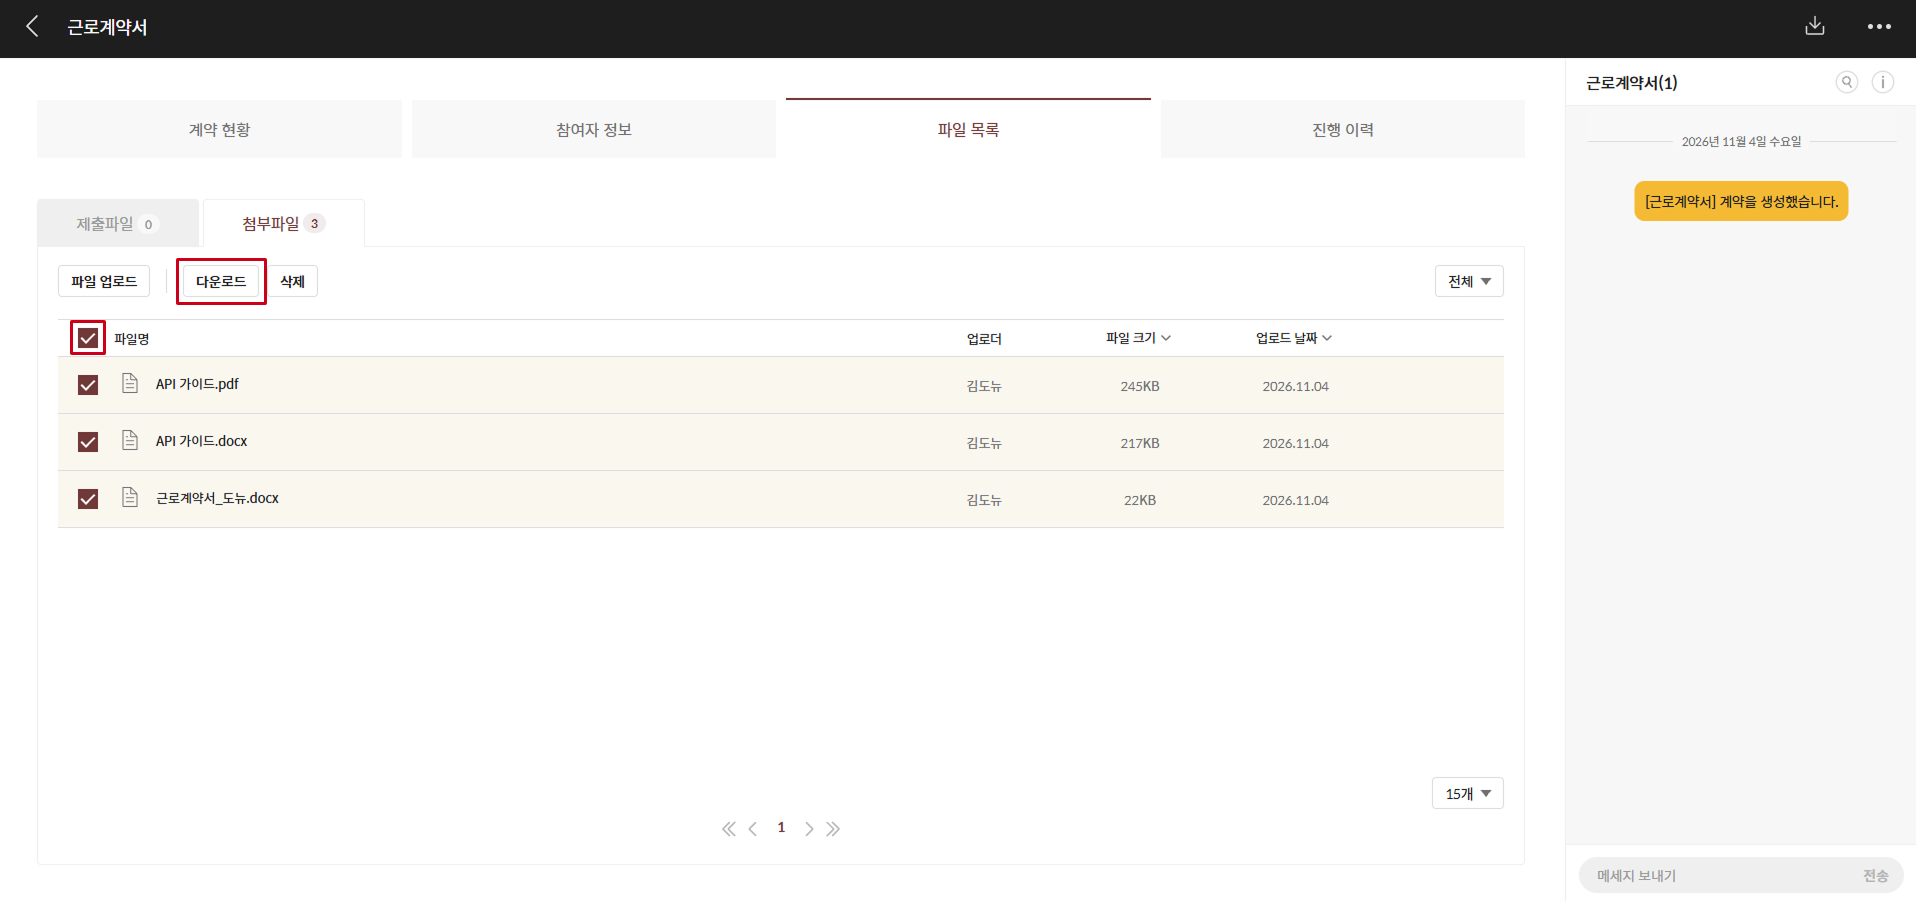 근로계약서
계약 현황
참여자 정보
파일 목록
진행 이력
제출파일 0
첨부파일 3
파일 업로드
다운로드
삭제
전체
파일명
업로더
파일 크기
업로드 날짜
API 가이드.pdf
김도뉴
245KB
2026.11.04
API 가이드.docx
김도뉴
217KB
2026.11.04
근로계약서_도뉴.docx
김도뉴
22KB
2026.11.04
15개
1
근로계약서(1)
2026년 11월 4일 수요일
[근로계약서] 계약을 생성했습니다.
메세지 보내기
전송